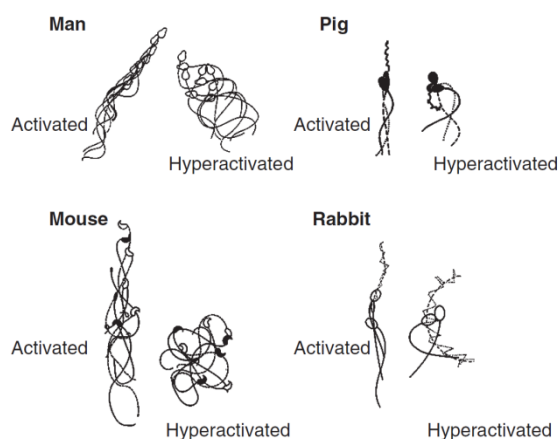 Man
Pig
Activated
Hyperactivated
Activated
Hyperactivated
Mouse
Rabbit
Activated
Hyperactivated
Activated
Hyperactivated